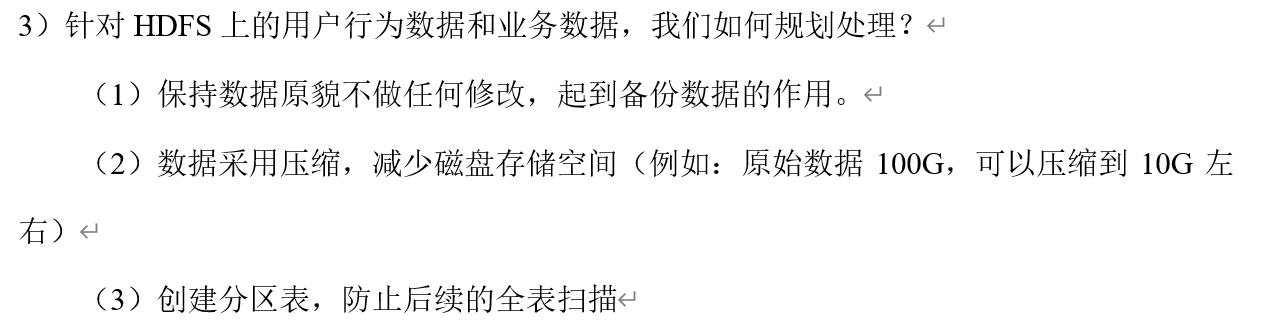 3）针对 HDFS 上的用户行为数据和业务数据，我们如何规划处理？↵
（1）保持数据原貌不做任何修改，起到备份数据的作用。↵
（2）数据采用压缩，减少磁盘存储空间（例如：原始数据 100G，可以压缩到 10G 左
右）↵
（3）创建分区表，防止后续的全表扫描↵